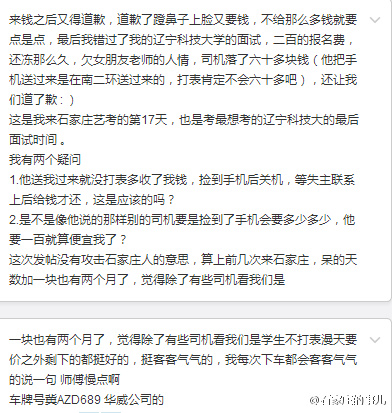 来钱之后又得道歉，道歉了蹬鼻子上脸又要钱，不给那么多钱就要
点是点，最后我错过了我的辽宁科技大学的面试，二百的报名费，
还冻那么久，欠女朋友老师的人情，司机落了六十多块钱（他把手
机送过来是在南二环送过来的，打表肯定不会六十多吧），还让我
们道了歉 : ）
这是我来石家庄艺考的第17天，也是考最想考的辽宁科技大的最后
面试时间 。
我有两个疑问
1.他送我过来就没打表多收了我钱，捡到手机后关机，等失主联系
上后给钱才还，这是应该的吗？
2.是不是像他说的那样别的司机要是捡到了手机会要多少多少，他
要一百就算便宜我了？
这次发帖没有攻击石家庄人的意思，算上前几次来石家庄，呆的天
数加一块也有两个月了，觉得除了有些司机看我们是
一块也有两个月了，觉得除了有些司机看我们是学生不打表漫天要
价之外剩下的都挺好的，挺客客气气的，我每次下车都会客客气气
的说一句 师傅慢点啊
车牌号冀AZD689 华威公司的
@石家庄的事儿